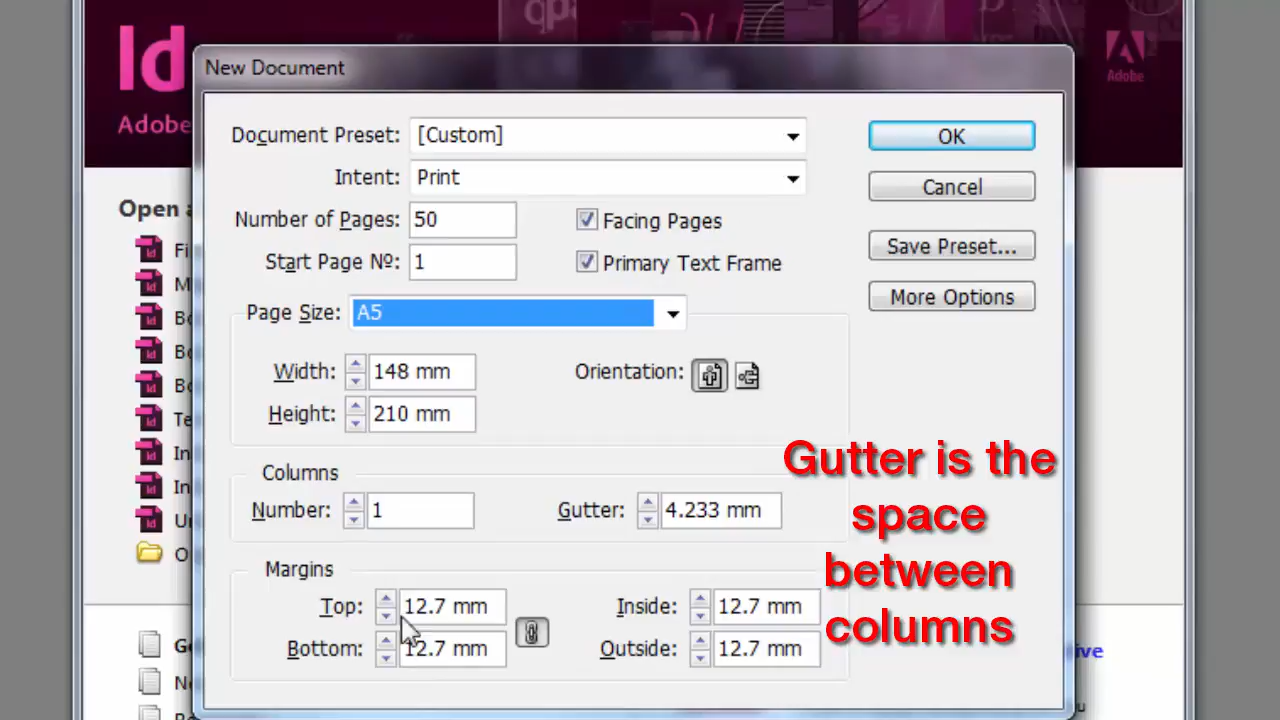 Id
Adobe
Adobe
New Document
Document Preset: [Custom]
OK
Intent: Print
Cancel
Number of Pages: 50
Facing Pages
Save Preset...
Start Page Nº: 1
Primary Text Frame
More Options
Open a
Page Size: A5
Width: 148 mm
Orientation:
Height: 210 mm
Columns
Number: 1
Gutter: 4.233 mm
Gutter is the
space
between
columns
Margins
Top: 12.7 mm
Inside: 12.7 mm
Bottom: 12.7 mm
Outside: 12.7 mm